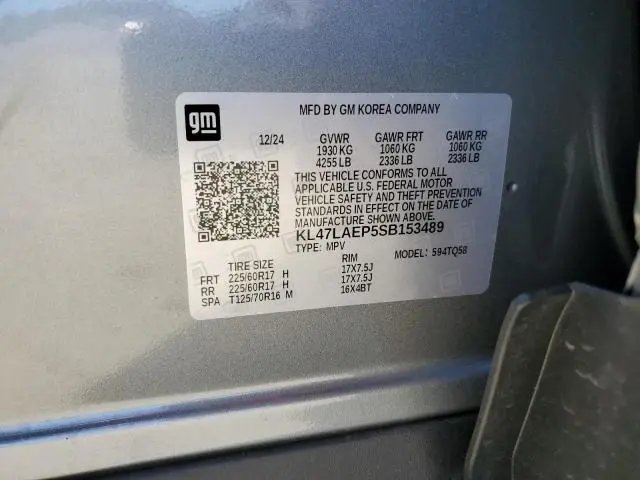 gm
MFD BY GM KOREA COMPANY
12/24 GVWR GAWR FRT GAWR RR
1930 KG 1060 KG 1060 KG
4255 LB 2336 LB 2336 LB
THIS VEHICLE CONFORMS TO ALL
APPLICABLE U.S. FEDERAL MOTOR
VEHICLE SAFETY AND THEFT PREVENTION
STANDARDS IN EFFECT ON THE DATE OF
MANUFACTURE SHOWN ABOVE.
KL47LAEP5SB153489
TYPE: MPV MODEL: 594TQ58
TIRE SIZE RIM
FRT 225/60R17 H 17X7.5J
RR 225/60R17 H 17X7.5J
SPA T125/70R16 M 16X4BT